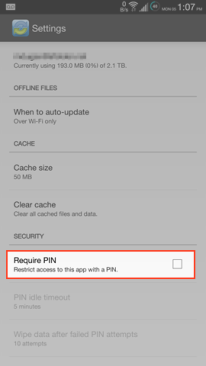 1:07 PM
Settings
Currently using 193.0 MB (0%) of 2.1 TB.
OFFLINE FILES
When to auto-update
Over Wi-Fi only
CACHE
Cache size
50 MB
Clear cache
Clear all cached files and data.
SECURITY
Require PIN
Restrict access to this app with a PIN.
PIN idle timeout
5 minutes
Wipe data after failed PIN attempts
10 attempts